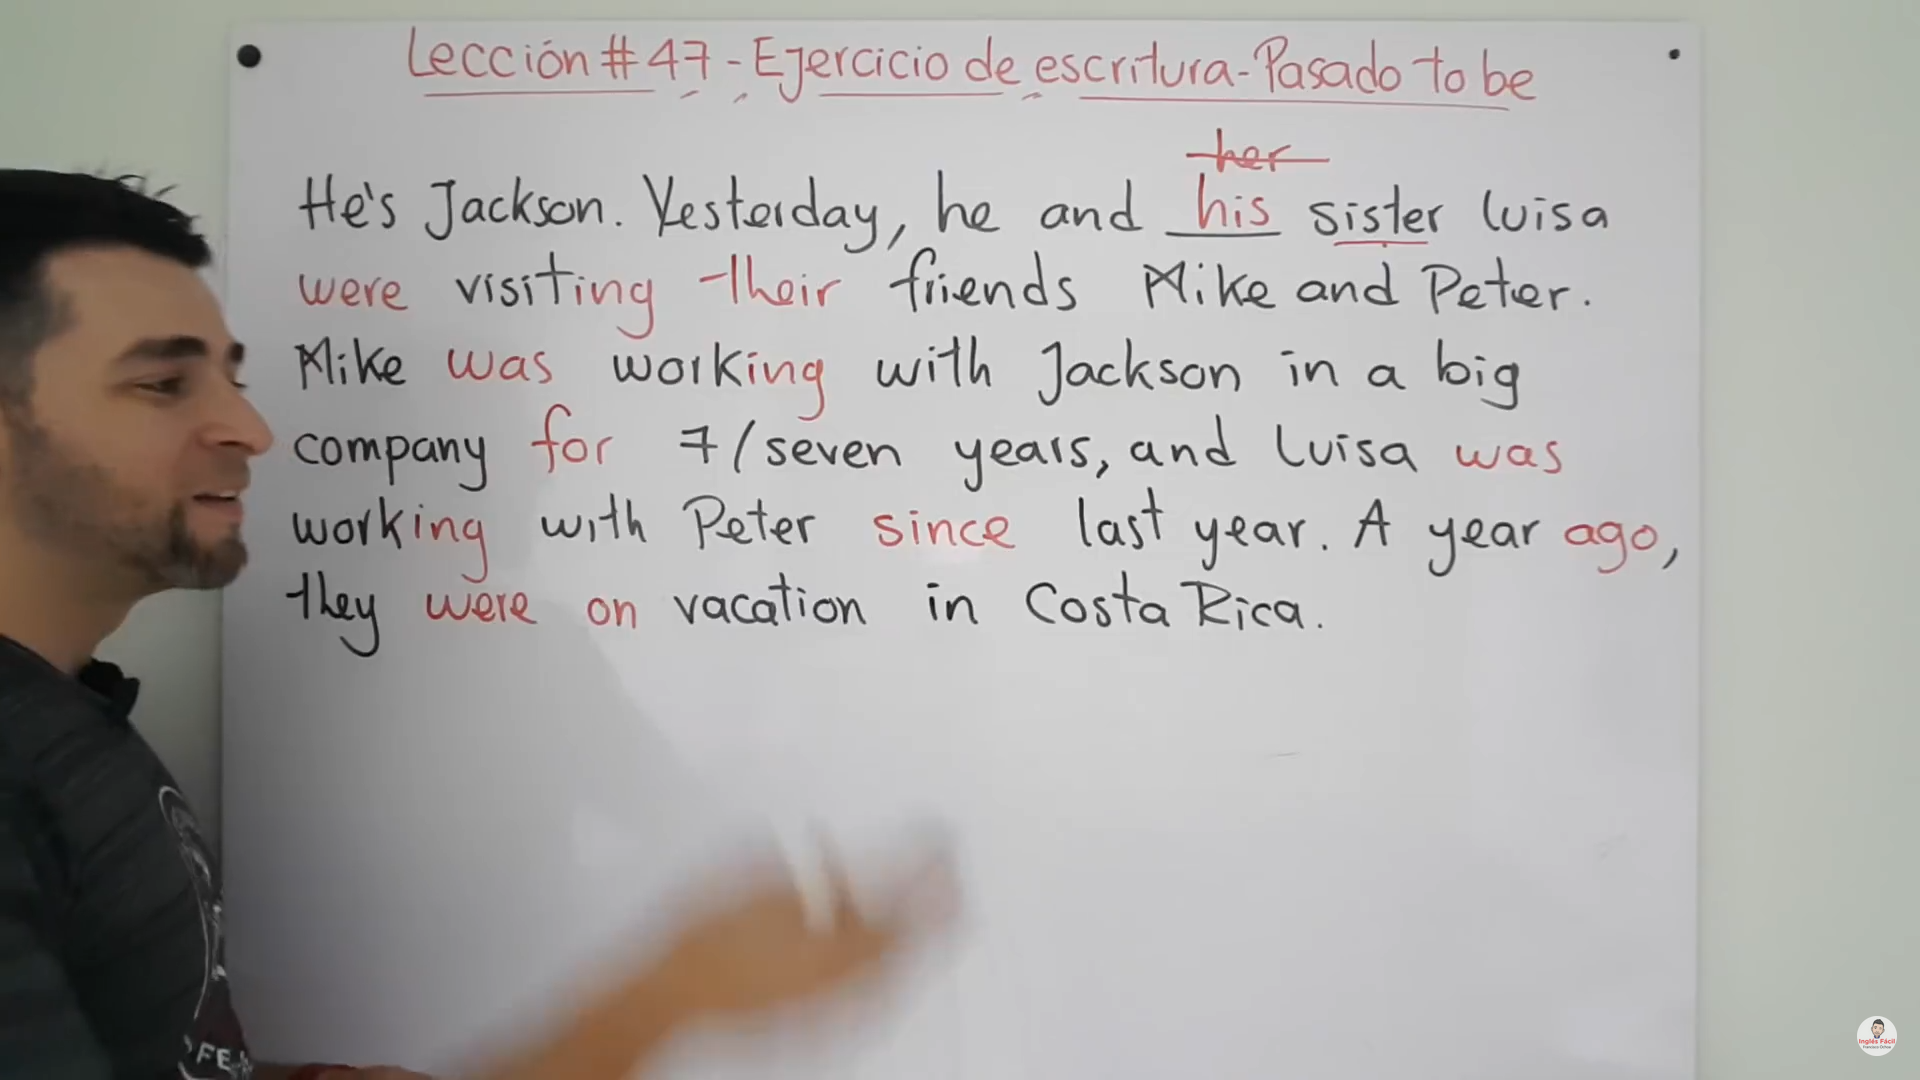 Lección #47 - Ejercicio de escritura - Pasado to be
her
He's Jackson. Yesterday, he and his sister Luisa
were visiting their friends Mike and Peter.
Mike was working with Jackson in a big
company for 7/seven years, and Luisa was
working with Peter since last year. A year ago,
they were on vacation in Costa Rica.
Inglés Fácil